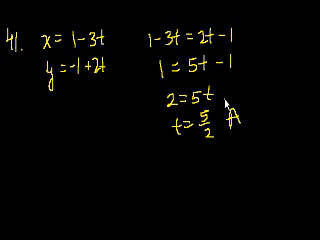 41. x = 1 - 3t
y = -1 + 2t
1 - 3t = 2t - 1
1 = 5t - 1
2 = 5t
t = 5/2 A